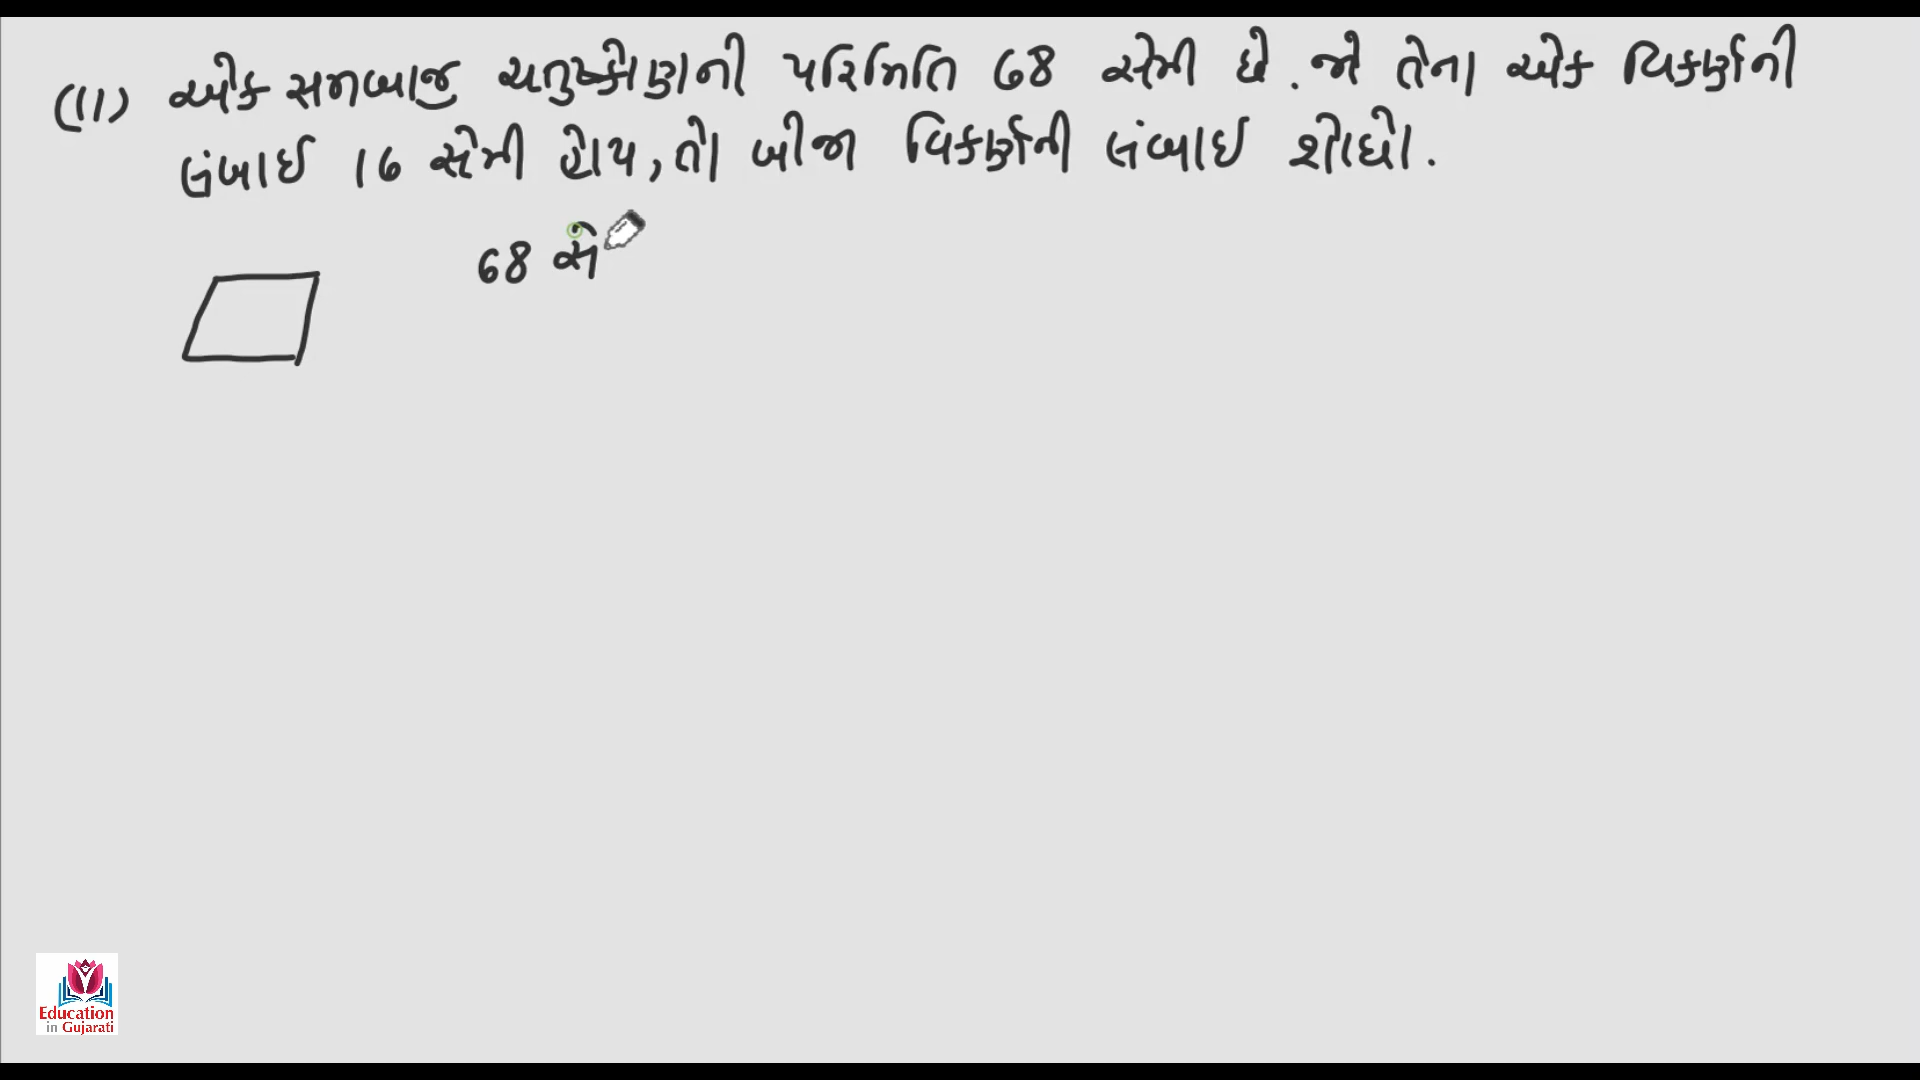 (11) એક સમબાજુ ચતુષ્કોણની પરિમિતિ 68 સેમી છે. જો તેના એક વિકર્ણની
લંબાઈ 16 સેમી હોય, તો બીજા વિકર્ણની લંબાઈ શોધો.
68 સે
Education
in Gujarati